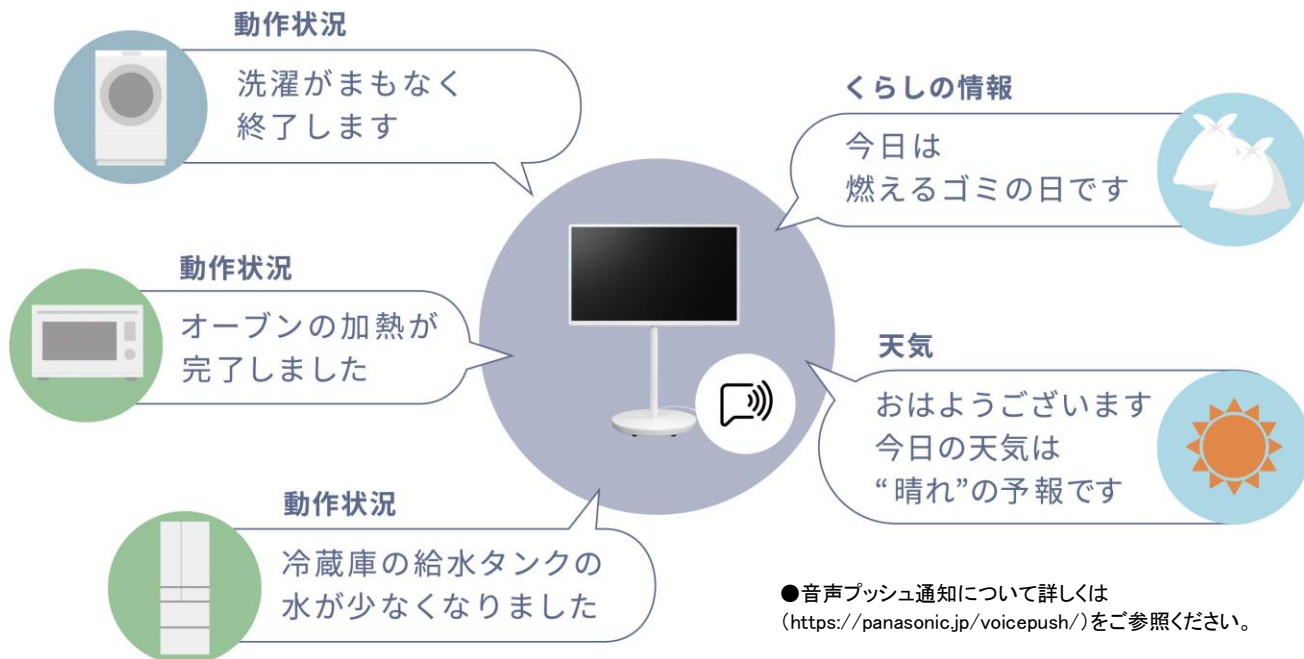 動作状況
洗濯がまもなく
終了します
くらしの情報
今日は
燃えるゴミの日です
動作状況
オーブンの加熱が
完了しました
天気
おはようございます
今日の天気は
“晴れ”の予報です
動作状況
冷蔵庫の給水タンクの
水が少なくなりました
●音声プッシュ通知について詳しくは
（https://panasonic.jp/voicepush/）をご参照ください。